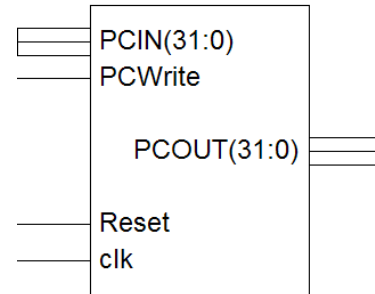 PCIN(31:0)
PCWrite
PCOUT(31:0)
Reset
clk